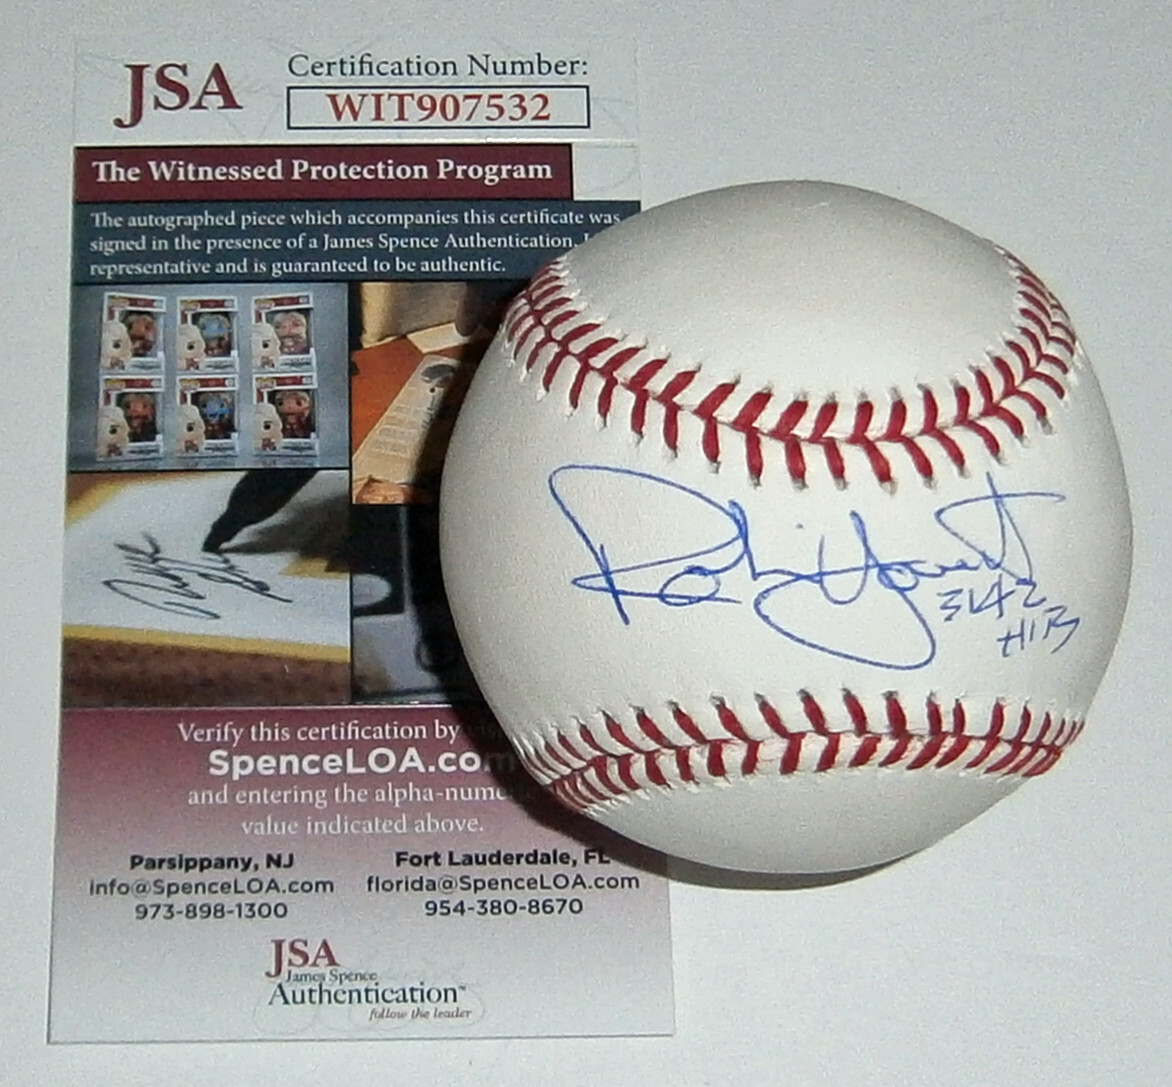 JSA
Certification Number:
WIT907532
The Witnessed Protection Program
The autographed piece which accompanies this certificate was
signed in the presence of a James Spence Authentication,
representative and is guaranteed to be authentic.
Robin Yount
3142
HITS
Verify this certification by
SpenceLOA.com
and entering the
value indicated above.
Parsippany, NJ
info@SpenceLOA.com
973-898-1300
Fort Lauderdale, FL
florida@SpenceLOA.com
954-380-8670
JSA
James Spence
Authentication™
follow the leader